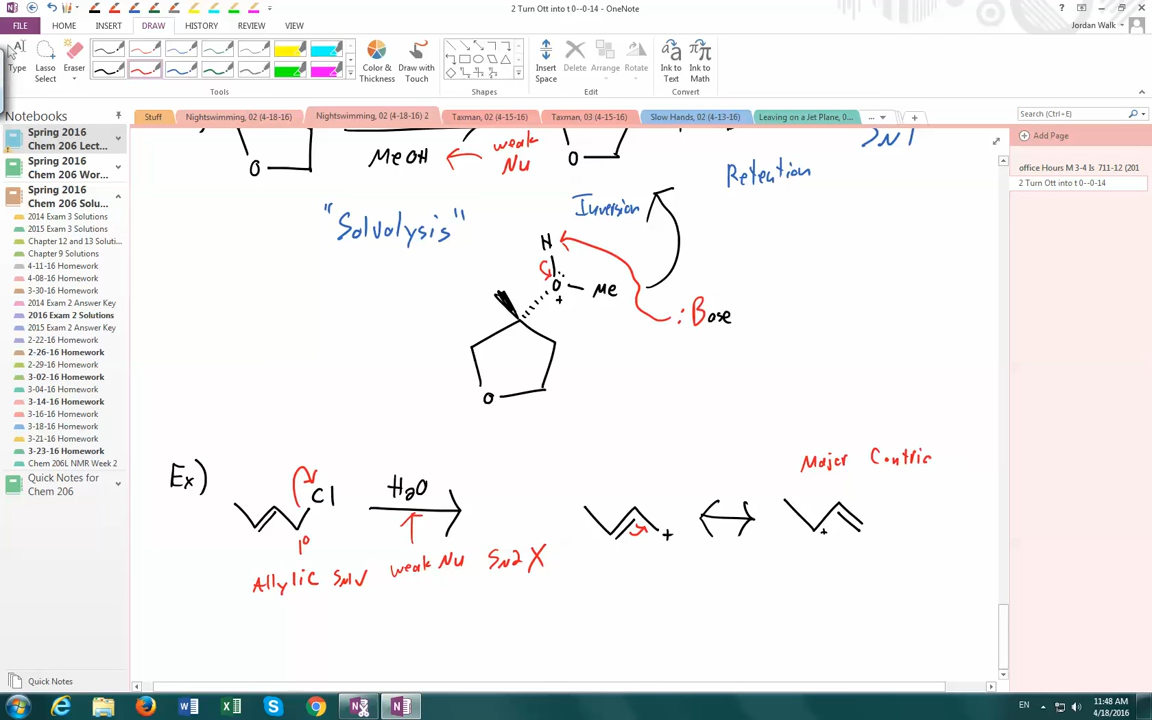 2 Turn Ott into t 0--0-14 - OneNote
Jordan Walk
FILE HOME INSERT DRAW HISTORY REVIEW VIEW
Type
Lasso Select
Eraser
Color & Thickness
Draw with Touch
Insert Space
Delete
Arrange
Rotate
Ink to Text
Ink to Math
Tools
Shapes
Edit
Convert
Notebooks
Stuff
Nightswimming, 02 (4-18-16)
Nightswimming, 02 (4-18-16) 2
Taxman, 02 (4-15-16)
Taxman, 03 (4-15-16)
Slow Hands, 02 (4-13-16)
Leaving on a Jet Plane, 0...
...
Search (Ctrl+E)
Add Page
office Hours M 3-4 Is 711-12 (201
2 Turn Ott into t 0--0-14
Spring 2016
Chem 206 Lect...
Spring 2016
Chem 206 Wor...
Spring 2016
Chem 206 Solu...
2014 Exam 3 Solutions
2015 Exam 3 Solutions
Chapter 12 and 13 Soluti...
Chapter 9 Solutions
4-11-16 Homework
4-08-16 Homework
3-30-16 Homework
2014 Exam 2 Answer Key
2016 Exam 2 Solutions
2015 Exam 2 Answer Key
2-22-16 Homework
2-26-16 Homework
2-29-16 Homework
3-02-16 Homework
3-04-16 Homework
3-14-16 Homework
3-16-16 Homework
3-18-16 Homework
3-21-16 Homework
3-23-16 Homework
Chem 206L NMR Week 2
Quick Notes for
Chem 206
Quick Notes
O
MeOH
weak
Nu
O
SN1
Retention
Inversion
"Solvolysis"
H
O
+
Me
:Base
O
Ex)
Cl
H2O
1°
Allylic
weak Nu
SN2 X
+
+
Major Contric
EN
11:48 AM
4/18/2016